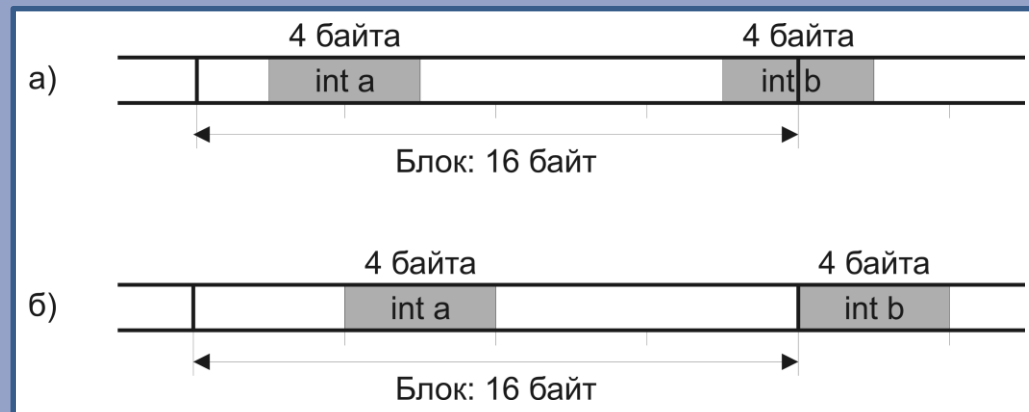 4 байта 4 байта
а) int a int b
Блок: 16 байт
4 байта 4 байта
б) int a int b
Блок: 16 байт